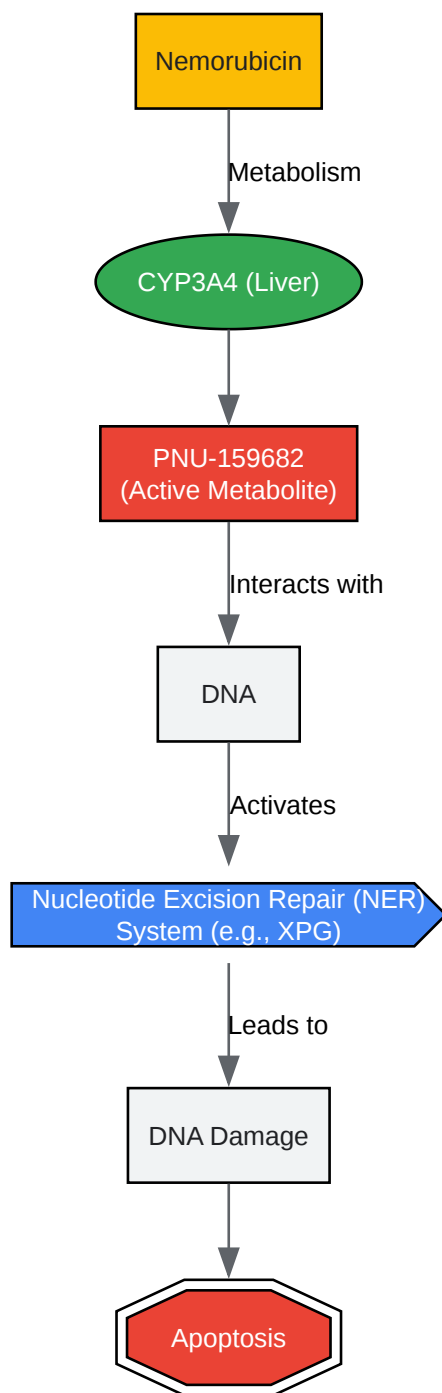 Nemorubicin
Metabolism
CYP3A4 (Liver)
PNU-159682
(Active Metabolite)
Interacts with
DNA
Activates
Nucleotide Excision Repair (NER)
System (e.g., XPG)
Leads to
DNA Damage
Apoptosis